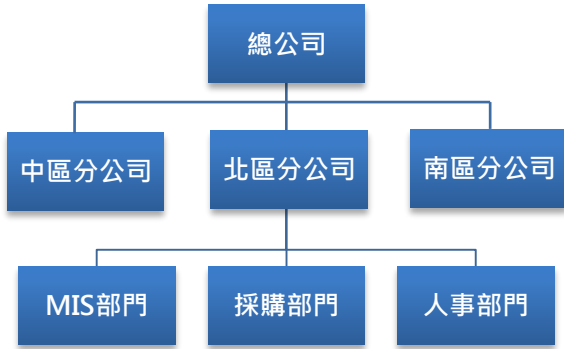 總公司
中區分公司
北區分公司
南區分公司
MIS部門
採購部門
人事部門